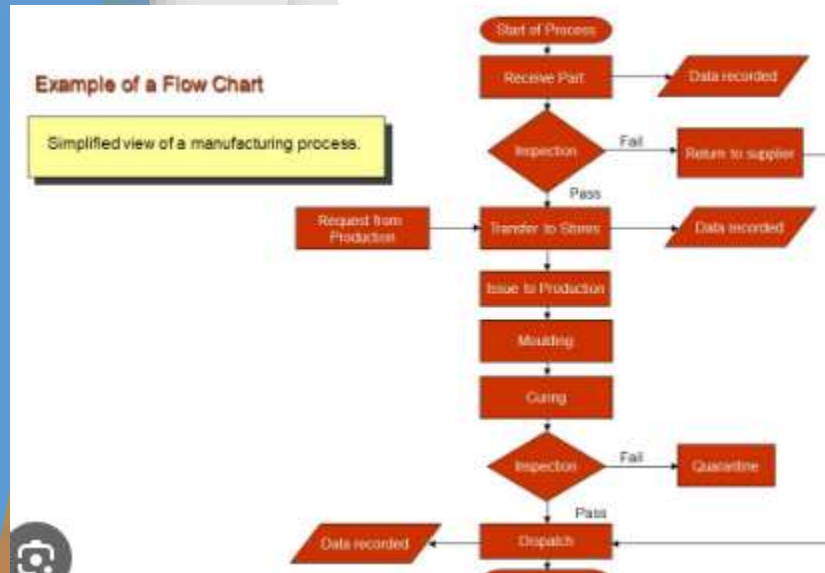 Start of Process
Example of a Flow Chart
Receive Part
Data recorded
Simplified view of a manufacturing process.
Inspection
Fail
Return to supplier
Pass
Request from
Production
Transfer to Stores
Data recorded
Issue to Production
Moulding
Curing
Inspection
Fail
Quarantine
Pass
Data recorded
Dispatch